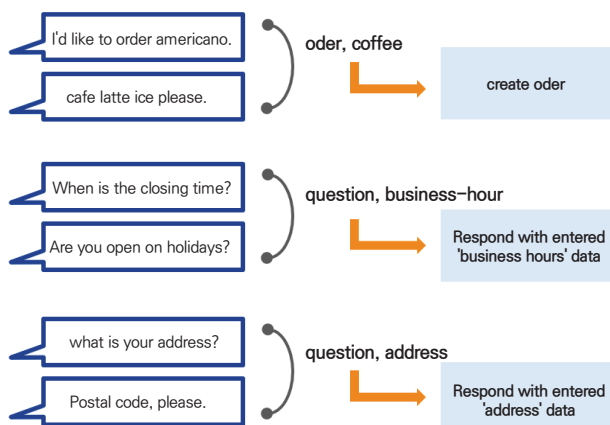 I'd like to order americano.
oder, coffee
create oder
cafe latte ice please.
When is the closing time?
question, business-hour
Are you open on holidays?
Respond with entered
'business hours' data
what is your address?
question, address
Postal code, please.
Respond with entered
'address' data